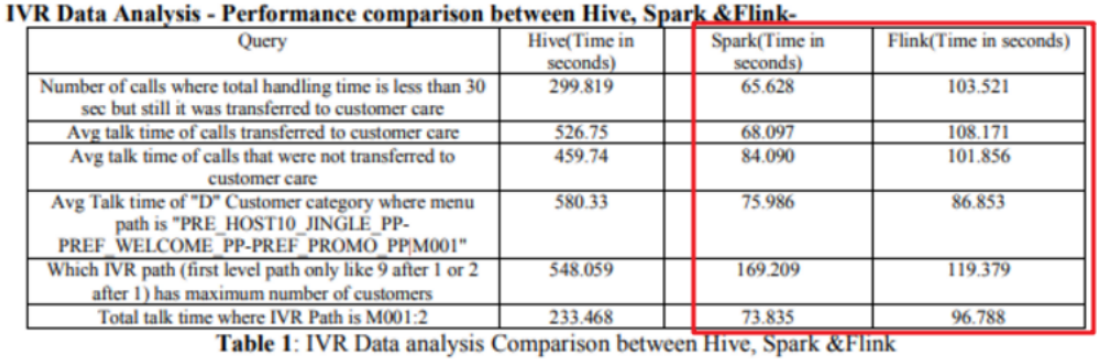 IVR Data Analysis - Performance comparison between Hive, Spark &Flink-
Query Hive(Time in seconds) Spark(Time in seconds) Flink(Time in seconds)
Number of calls where total handling time is less than 30 sec but still it was transferred to customer care 299.819 65.628 103.521
Avg talk time of calls transferred to customer care 526.75 68.097 108.171
Avg talk time of calls that were not transferred to customer care 459.74 84.090 101.856
Avg Talk time of "D" Customer category where menu path is "PRE_HOST10_JINGLE_PP-PREF_WELCOME_PP-PREF_PROMO_PP|M001" 580.33 75.986 86.853
Which IVR path (first level path only like 9 after 1 or 2 after 1) has maximum number of customers 548.059 169.209 119.379
Total talk time where IVR Path is M001:2 233.468 73.835 96.788
Table 1: IVR Data analysis Comparison between Hive, Spark &Flink